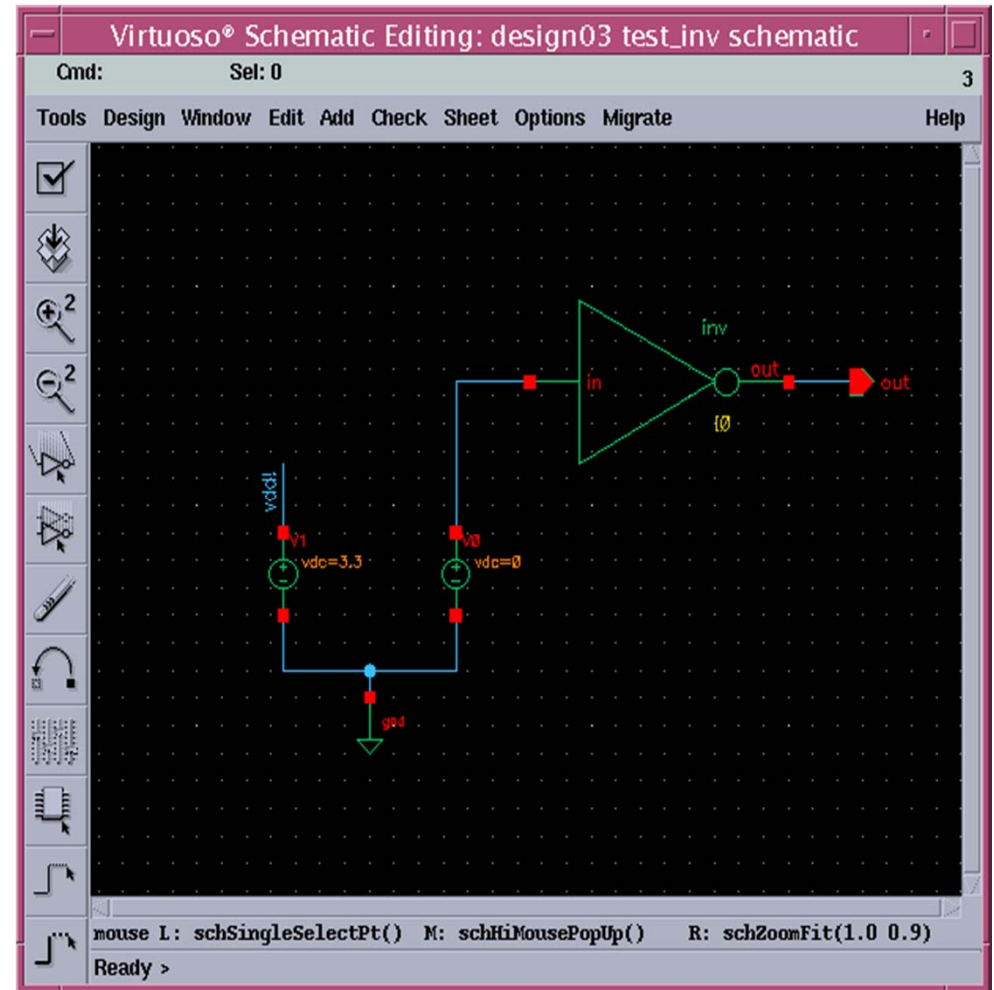 Virtuoso® Schematic Editing: design03 test_inv schematic
Cmd: Sel: 0 3
Tools Design Window Edit Add Check Sheet Options Migrate Help
2
2
inv
in
out
out
vdd!
V1
V0
vdc=3.3
vdc=0
gnd
mouse L: schSingleSelectPt() M: schHiMousePopUp() R: schZoomFit(1.0 0.9)
Ready >